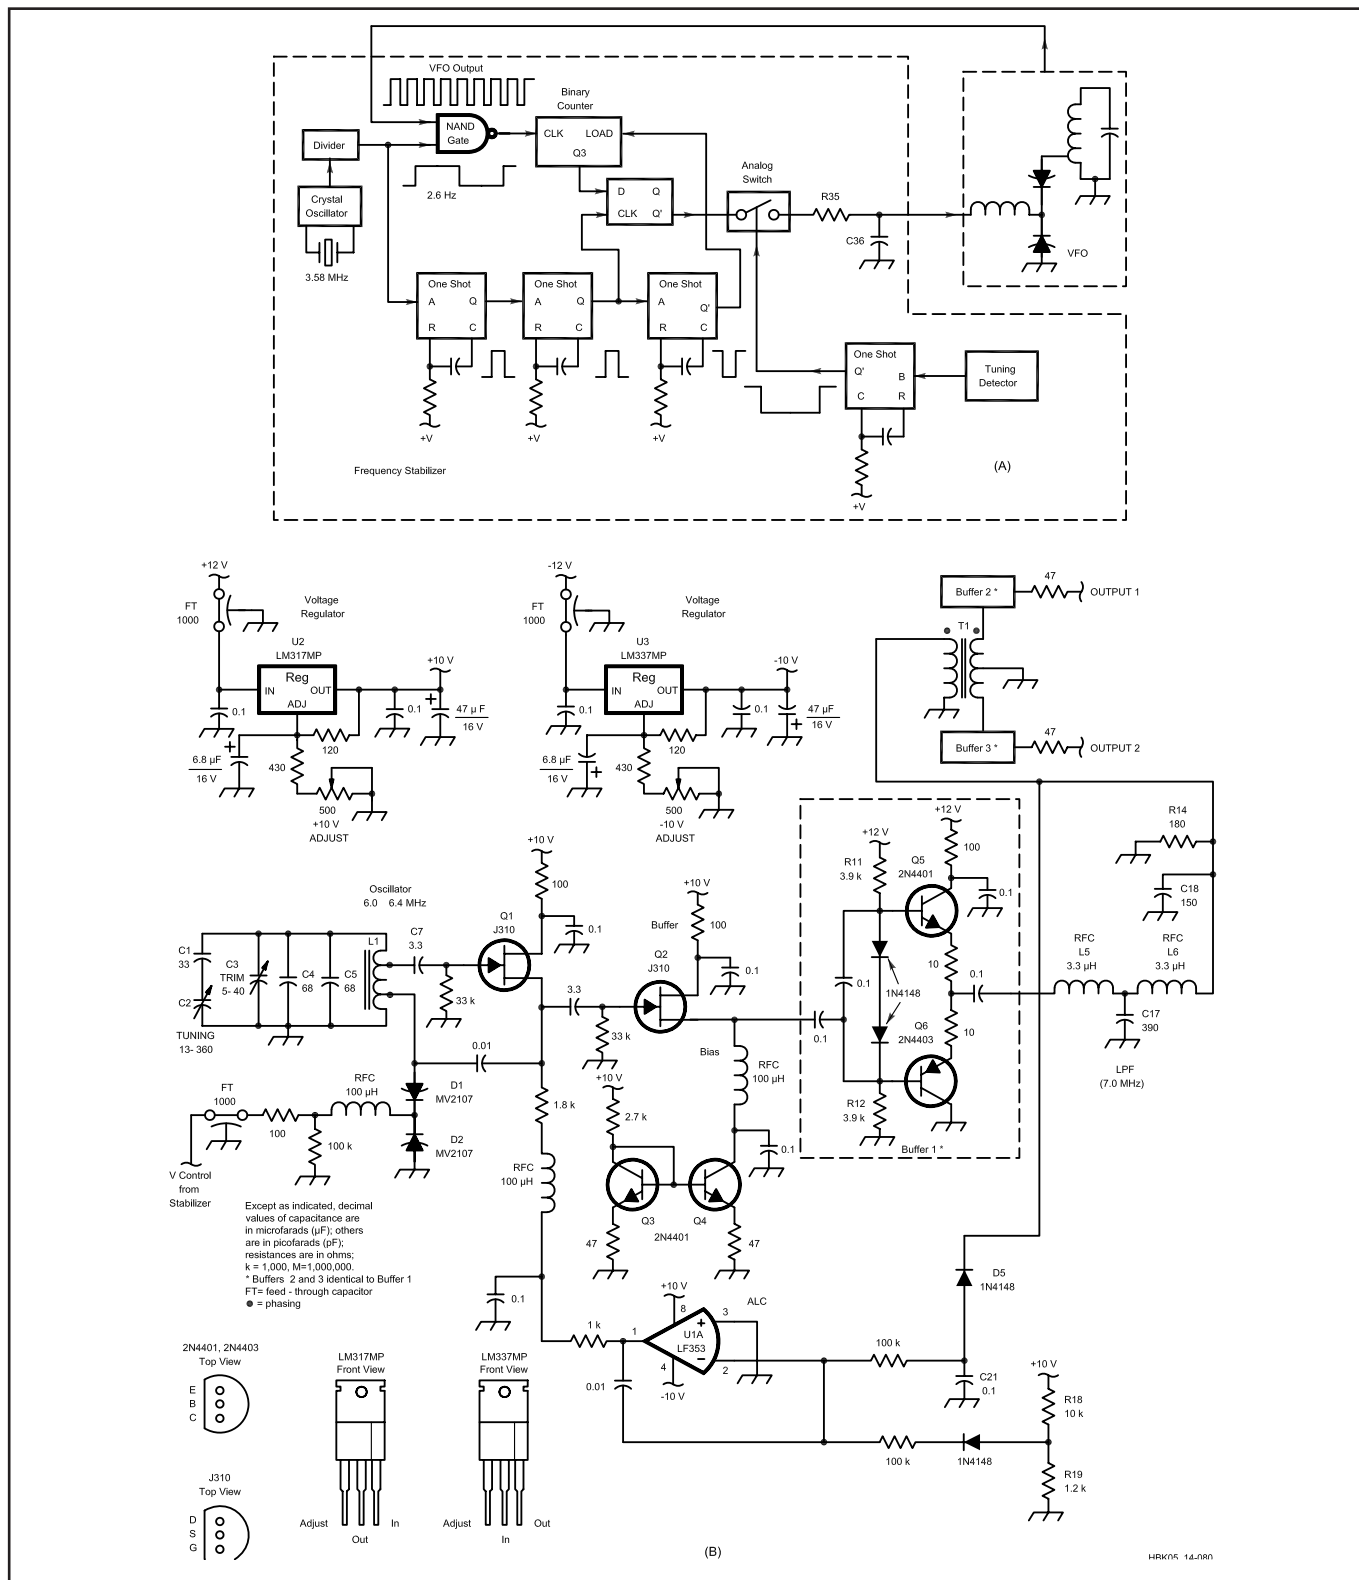 VFO Output
Binary
Counter
NAND
Gate
CLK LOAD
Q3
Divider
2.6 Hz
Crystal
Oscillator
3.58 MHz
D Q
CLK Q'
Analog
Switch
R35
C36
VFO
One Shot
A Q
R C
+V
One Shot
A Q
R C
+V
One Shot
A Q'
R C
+V
One Shot
Q' B
C R
+V
Tuning
Detector
Frequency Stabilizer
(A)
+12 V
FT
1000
Voltage
Regulator
U2
LM317MP
Reg
IN OUT
ADJ
+10 V
0.1
0.1
+
47 µ F
16 V
+
6.8 µF
16 V
120
430
500
+10 V
ADJUST
-12 V
FT
1000
Voltage
Regulator
U3
LM337MP
Reg
IN OUT
ADJ
-10 V
0.1
0.1
+
47 µF
16 V
6.8 µF
16 V
+
120
430
500
-10 V
ADJUST
Buffer 2 *
47
OUTPUT 1
T1
Buffer 3 *
47
OUTPUT 2
Oscillator
6.0 6.4 MHz
C1
33
C2
TUNING
13- 360
C3
TRIM
5- 40
C4
68
C5
68
L1
C7
3.3
33 k
Q1
J310
+10 V
100
0.1
3.3
33 k
Buffer
Q2
J310
+10 V
100
0.1
0.01
FT
1000
RFC
100 µH
100
100 k
D1
MV2107
D2
MV2107
V Control
from
Stabilizer
1.8 k
RFC
100 µH
0.1
Bias
+10 V
2.7 k
RFC
100 µH
0.1
Q3
Q4
2N4401
47
47
0.1
+12 V
R11
3.9 k
+12 V
100
0.1
Q5
2N4401
0.1
1N4148
10
0.1
Q6
2N4403
10
R12
3.9 k
Buffer 1 *
R14
180
C18
150
RFC
L5
3.3 µH
RFC
L6
3.3 µH
C17
390
LPF
(7.0 MHz)
Except as indicated, decimal
values of capacitance are
in microfarads (µF); others
are in picofarads (pF);
resistances are in ohms;
k = 1,000, M=1,000,000.
* Buffers 2 and 3 identical to Buffer 1
FT= feed - through capacitor
= phasing
1 k
0.01
+10 V
8
1
U1A
LF353
+
−
3
2
4
-10 V
ALC
D5
1N4148
100 k
C21
0.1
100 k
1N4148
+10 V
R18
10 k
R19
1.2 k
2N4401, 2N4403
Top View
E
B
C
J310
Top View
D
S
G
LM317MP
Front View
Adjust
Out
In
LM337MP
Front View
Adjust
In
Out
(B)
HBK05_14-080